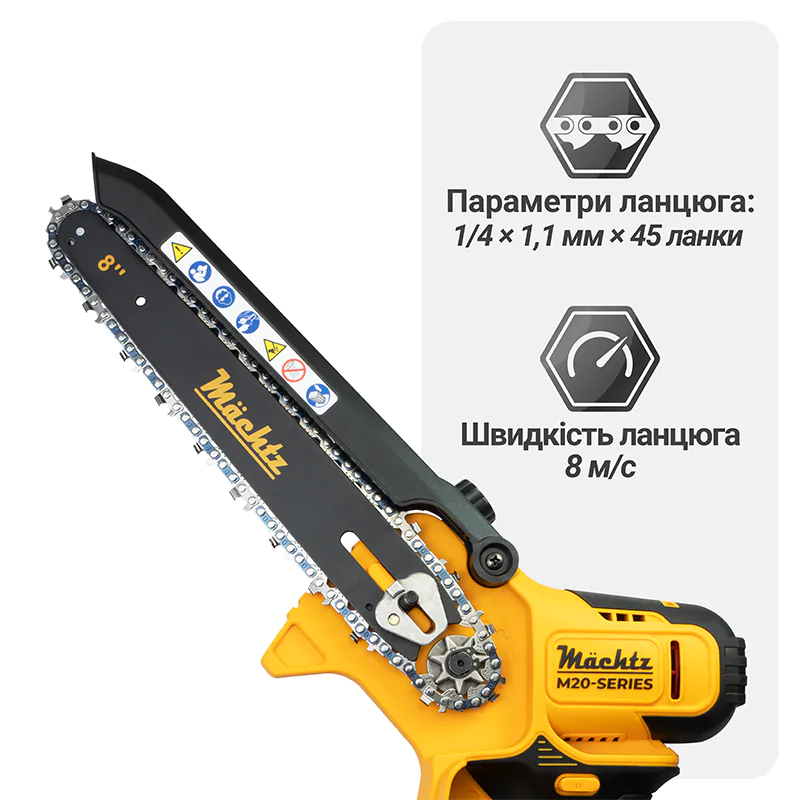 Параметри ланцюга:
1/4 × 1,1 мм × 45 ланки
8"
Mächtz
Швидкість ланцюга
8 м/с
Mächtz
M20-SERIES